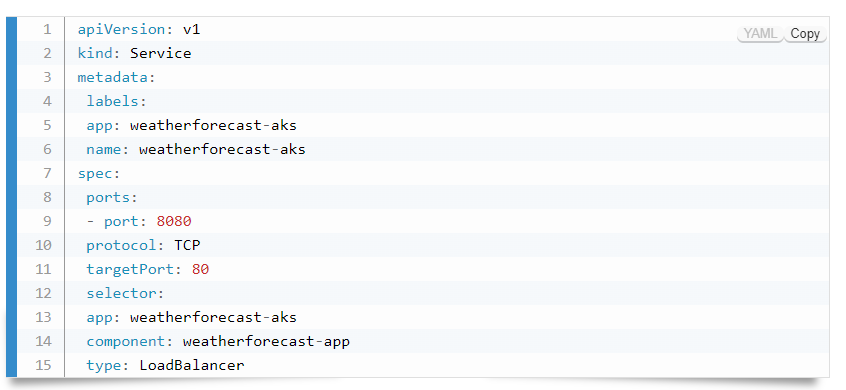 YAML Copy
1 apiVersion: v1
2 kind: Service
3 metadata:
4  labels:
5  app: weatherforecast-aks
6  name: weatherforecast-aks
7 spec:
8  ports:
9  - port: 8080
10  protocol: TCP
11  targetPort: 80
12  selector:
13  app: weatherforecast-aks
14  component: weatherforecast-app
15  type: LoadBalancer